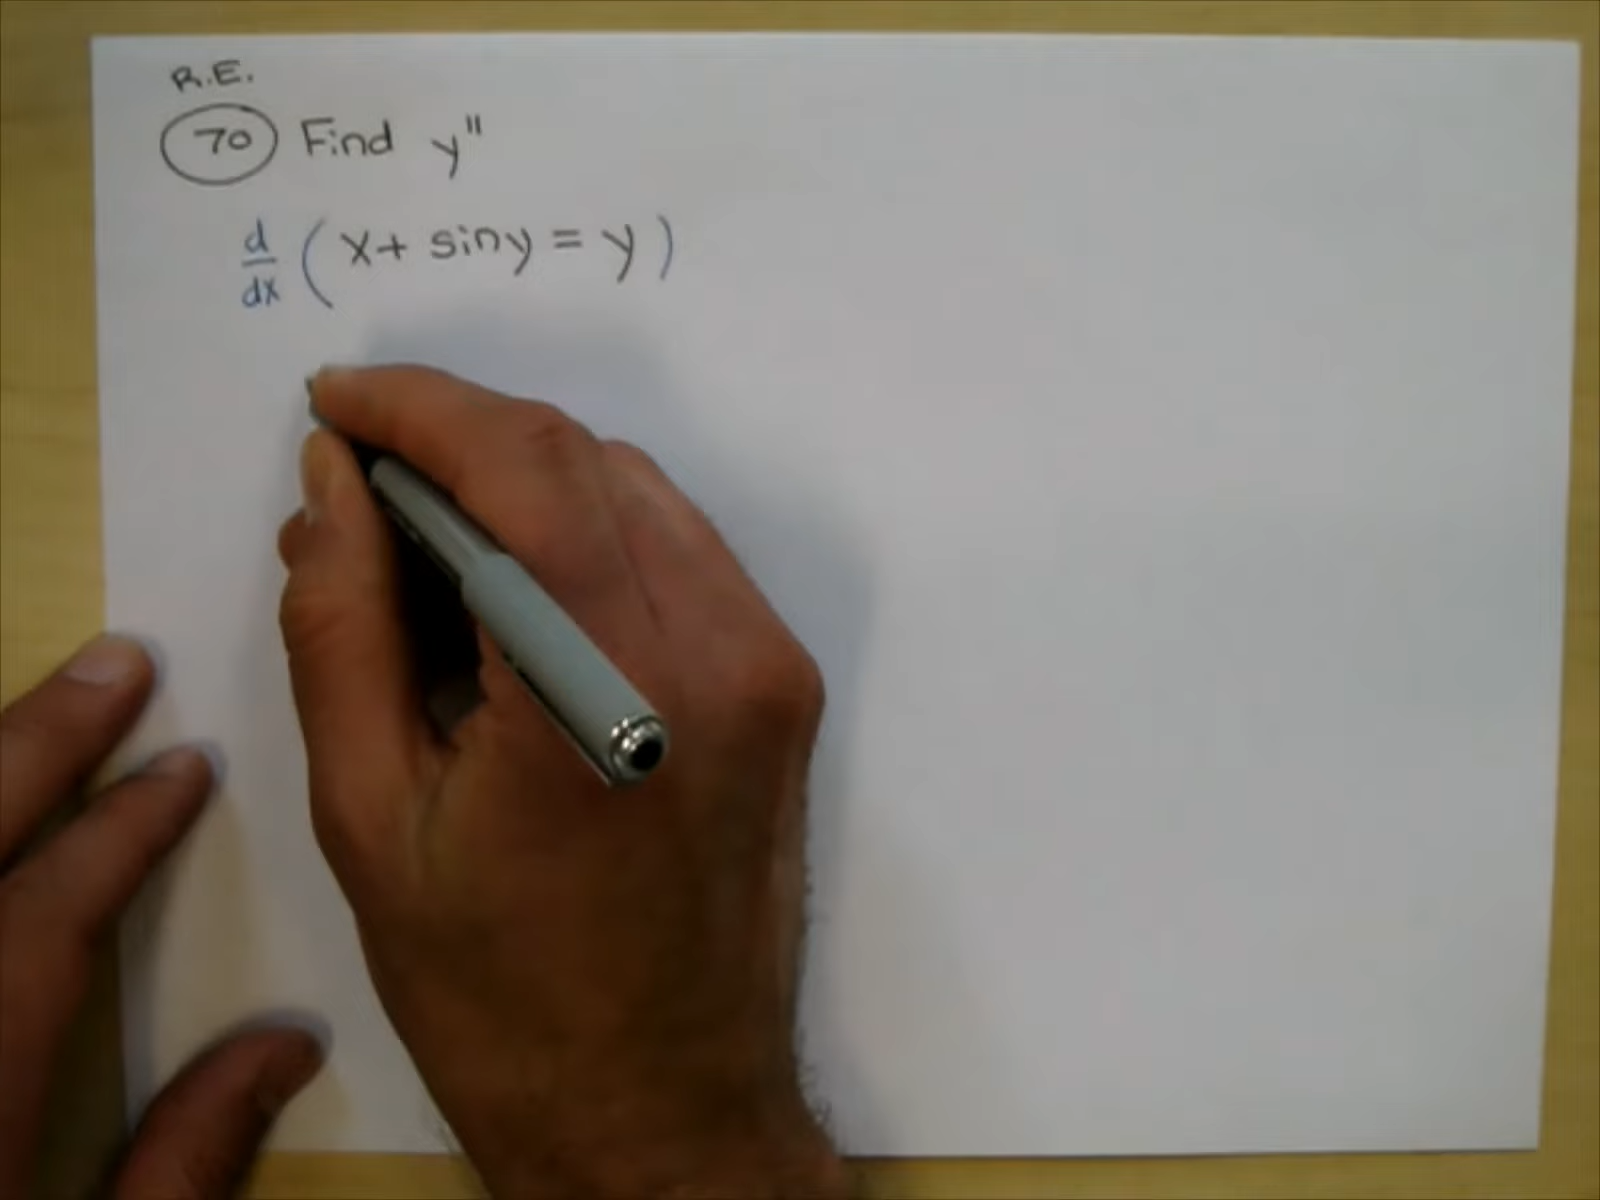 R.E.
70 Find y"
d/dx ( x + sin y = y )